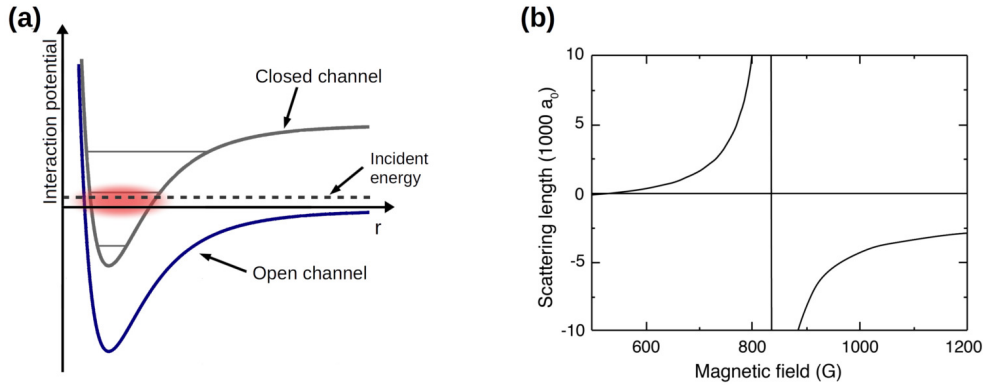 (a)
Interaction potential
Closed channel
Incident
energy
r
Open channel
(b)
Scattering length (1000 a₀)
10
5
0
-5
-10
600
800
1000
1200
Magnetic field (G)